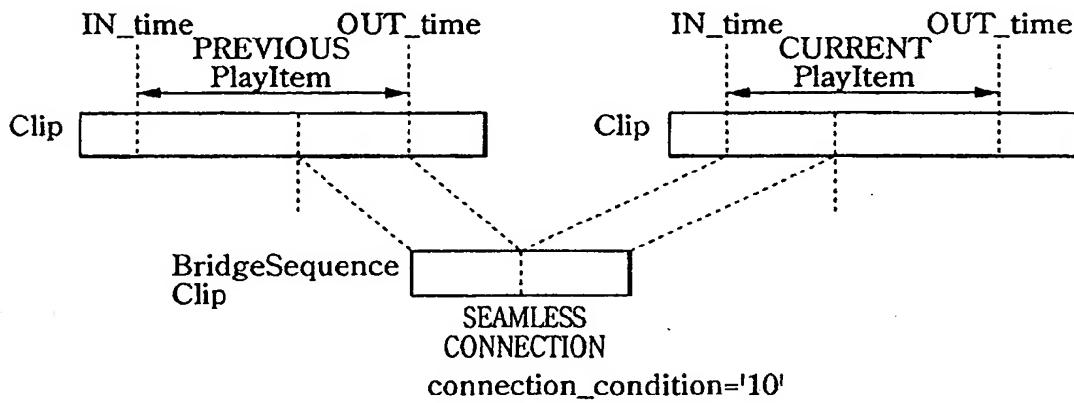 IN_time
PREVIOUS
PlayItem
OUT_time
IN_time
CURRENT
PlayItem
OUT_time
Clip
Clip
BridgeSequence
Clip
SEAMLESS
CONNECTION
connection_condition='10'